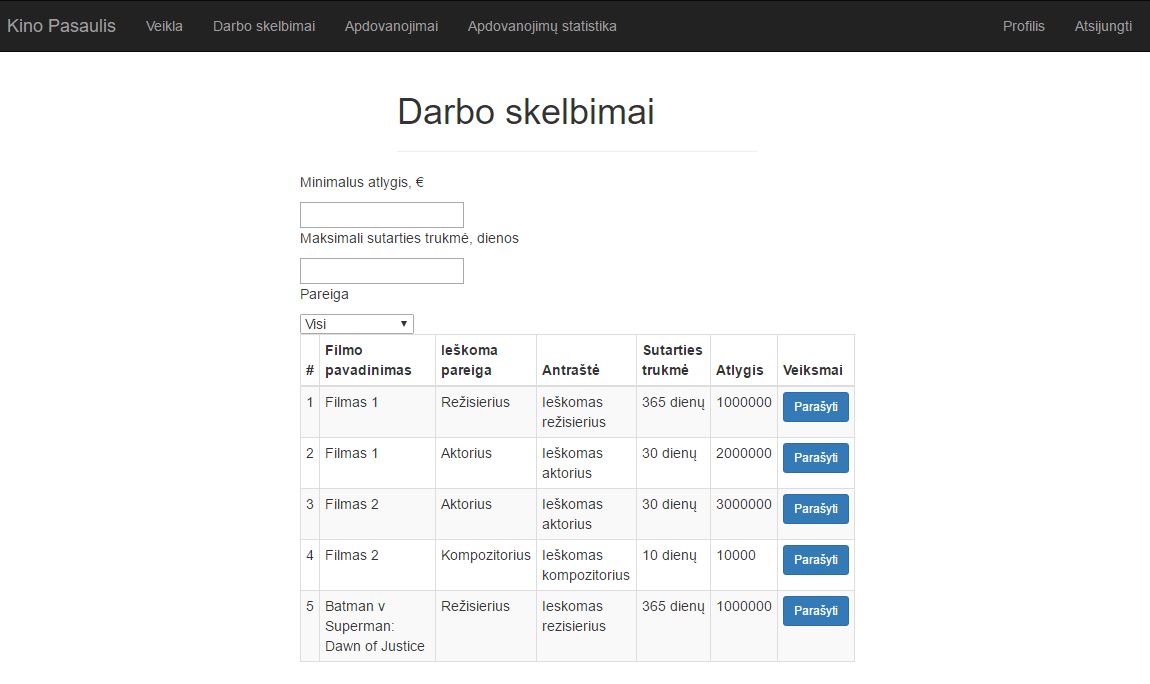 Kino Pasaulis Veikla Darbo skelbimai Apdovanojimai Apdovanojimų statistika Profilis Atsijungti
Darbo skelbimai
Minimalus atlygis, €
Maksimali sutarties trukmė, dienos
Pareiga
Visi
# Filmo pavadinimas Ieškoma pareiga Antraštė Sutarties trukmė Atlygis Veiksmai
1 Filmas 1 Režisierius Ieškomas režisierius 365 dienų 1000000 Parašyti
2 Filmas 1 Aktorius Ieškomas aktorius 30 dienų 2000000 Parašyti
3 Filmas 2 Aktorius Ieškomas aktorius 30 dienų 3000000 Parašyti
4 Filmas 2 Kompozitorius Ieškomas kompozitorius 10 dienų 10000 Parašyti
5 Batman v Superman: Dawn of Justice Režisierius Ieskomas rezisierius 365 dienų 1000000 Parašyti